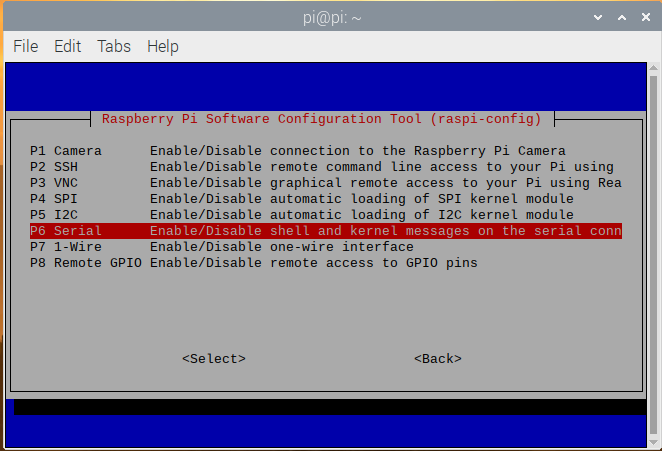 pi@pi: ~
File Edit Tabs Help
Raspberry Pi Software Configuration Tool (raspi-config)
P1 Camera Enable/Disable connection to the Raspberry Pi Camera
P2 SSH Enable/Disable remote command line access to your Pi using
P3 VNC Enable/Disable graphical remote access to your Pi using Rea
P4 SPI Enable/Disable automatic loading of SPI kernel module
P5 I2C Enable/Disable automatic loading of I2C kernel module
P6 Serial Enable/Disable shell and kernel messages on the serial conn
P7 1-Wire Enable/Disable one-wire interface
P8 Remote GPIO Enable/Disable remote access to GPIO pins
<Select> <Back>